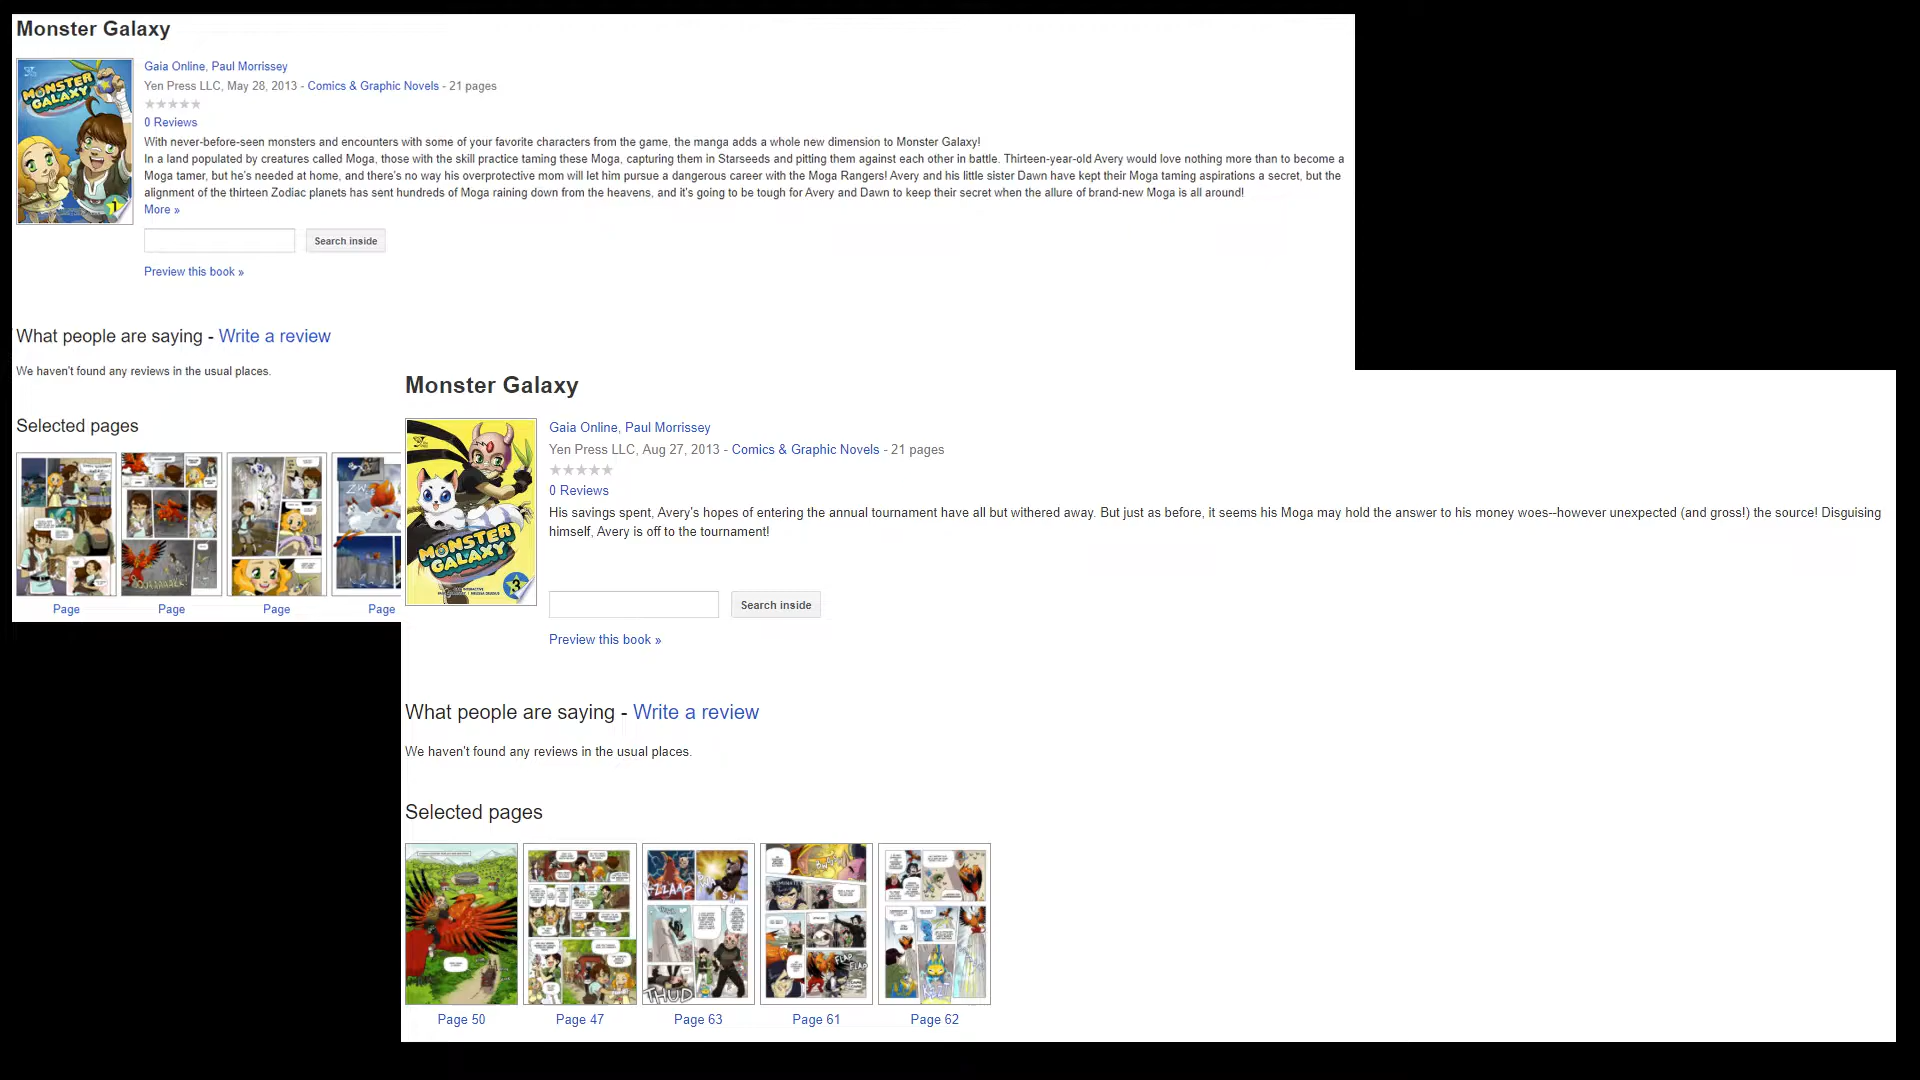 Monster Galaxy
MONSTER
GALAXY
1
Gaia Online, Paul Morrissey
Yen Press LLC, May 28, 2013 - Comics & Graphic Novels - 21 pages
0 Reviews
With never-before-seen monsters and encounters with some of your favorite characters from the game, the manga adds a whole new dimension to Monster Galaxy!
In a land populated by creatures called Moga, those with the skill practice taming these Moga, capturing them in Starseeds and pitting them against each other in battle. Thirteen-year-old Avery would love nothing more than to become a
Moga tamer, but he's needed at home, and there's no way his overprotective mom will let him pursue a dangerous career with the Moga Rangers! Avery and his little sister Dawn have kept their Moga taming aspirations a secret, but the
alignment of the thirteen Zodiac planets has sent hundreds of Moga raining down from the heavens, and it's going to be tough for Avery and Dawn to keep their secret when the allure of brand-new Moga is all around!
More »
Search inside
Preview this book »
What people are saying - Write a review
We haven't found any reviews in the usual places.
Selected pages
Page Page Page Page
Monster Galaxy
MONSTER
GALAXY
3
Gaia Online, Paul Morrissey
Yen Press LLC, Aug 27, 2013 - Comics & Graphic Novels - 21 pages
0 Reviews
His savings spent, Avery's hopes of entering the annual tournament have all but withered away. But just as before, it seems his Moga may hold the answer to his money woes--however unexpected (and gross!) the source! Disguising
himself, Avery is off to the tournament!
Search inside
Preview this book »
What people are saying - Write a review
We haven't found any reviews in the usual places.
Selected pages
THUD
FLAP
FLAP
Page 50 Page 47 Page 63 Page 61 Page 62